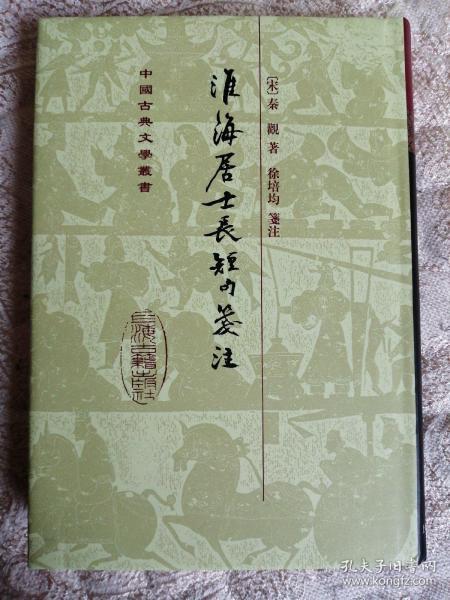 [宋]秦觀著 徐培均 箋注
淮海居士長短句箋注
中國古典文學叢書
上海古籍出版社
孔夫子旧书网
www.kongfz.com